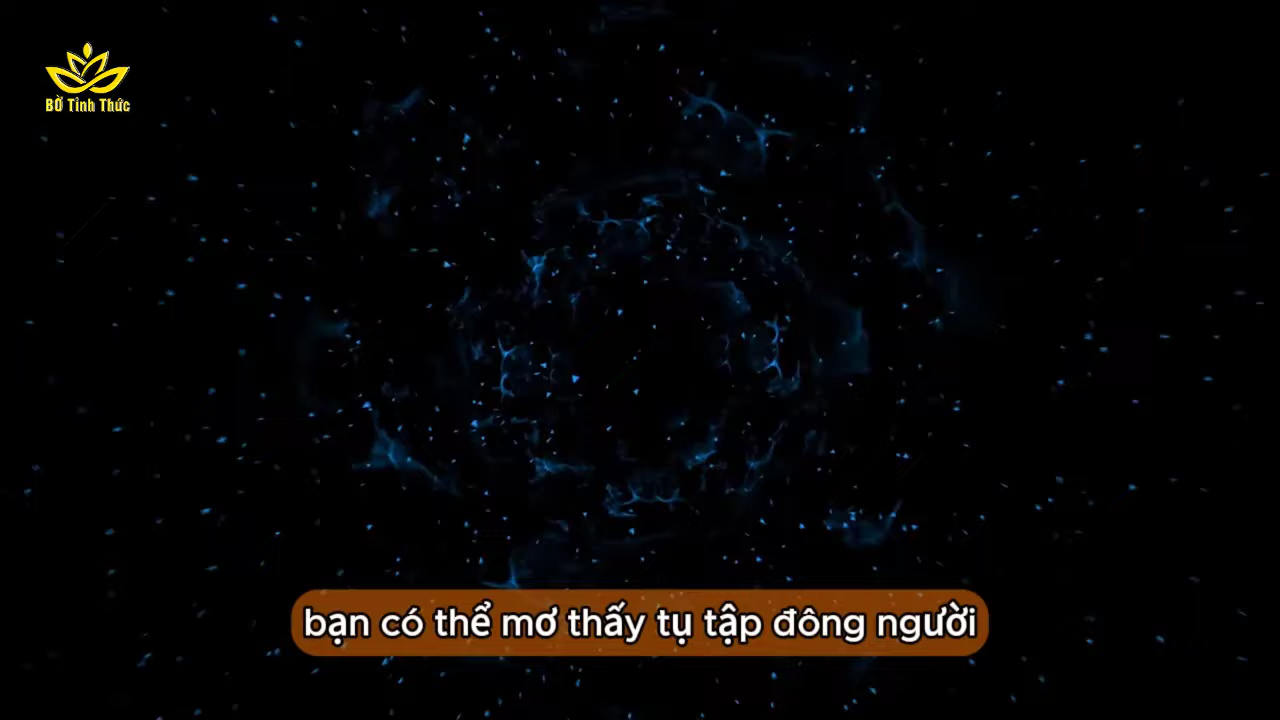 BỜ Tỉnh Thức
bạn có thể mơ thấy tụ tập đông người